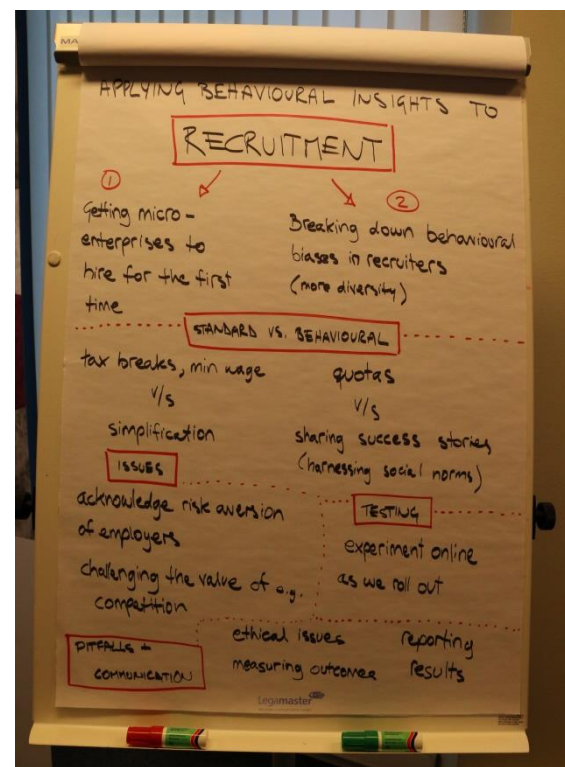 MA
APPLYING BEHAVIOURAL INSIGHTS TO
RECRUITMENT
1
Getting micro-
enterprises to
hire for the first
time
2
Breaking down behavioural
biases in recruiters
(more diversity)
STANDARD VS. BEHAVIOURAL
tax breaks, min wage
v/s
simplification
quotas
v/s
sharing success stories
(harnessing social norms)
ISSUES
acknowledge risk aversion
of employers
challenging the value of e.g.
competition
TESTING
experiment online
as we roll out
PITFALLS +
COMMUNICATION
ethical issues
measuring outcomes
reporting
results
Legamaster